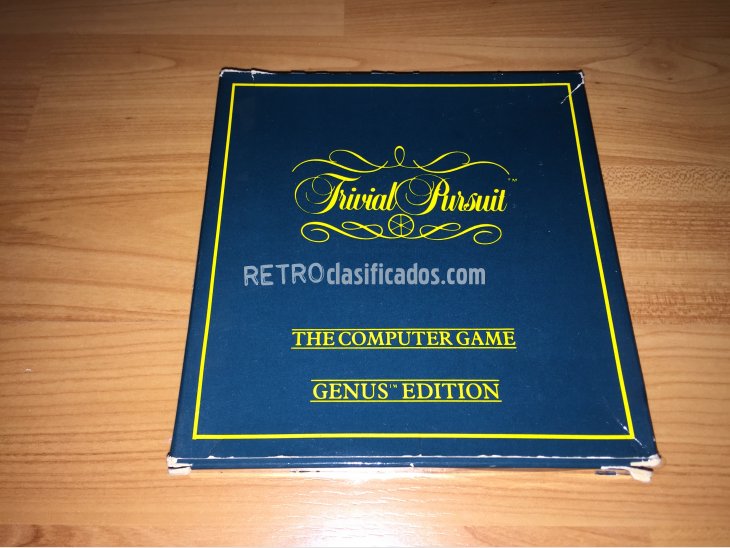 Trivial Pursuit™
RETROclasificados.com
THE COMPUTER GAME
GENUS™ EDITION